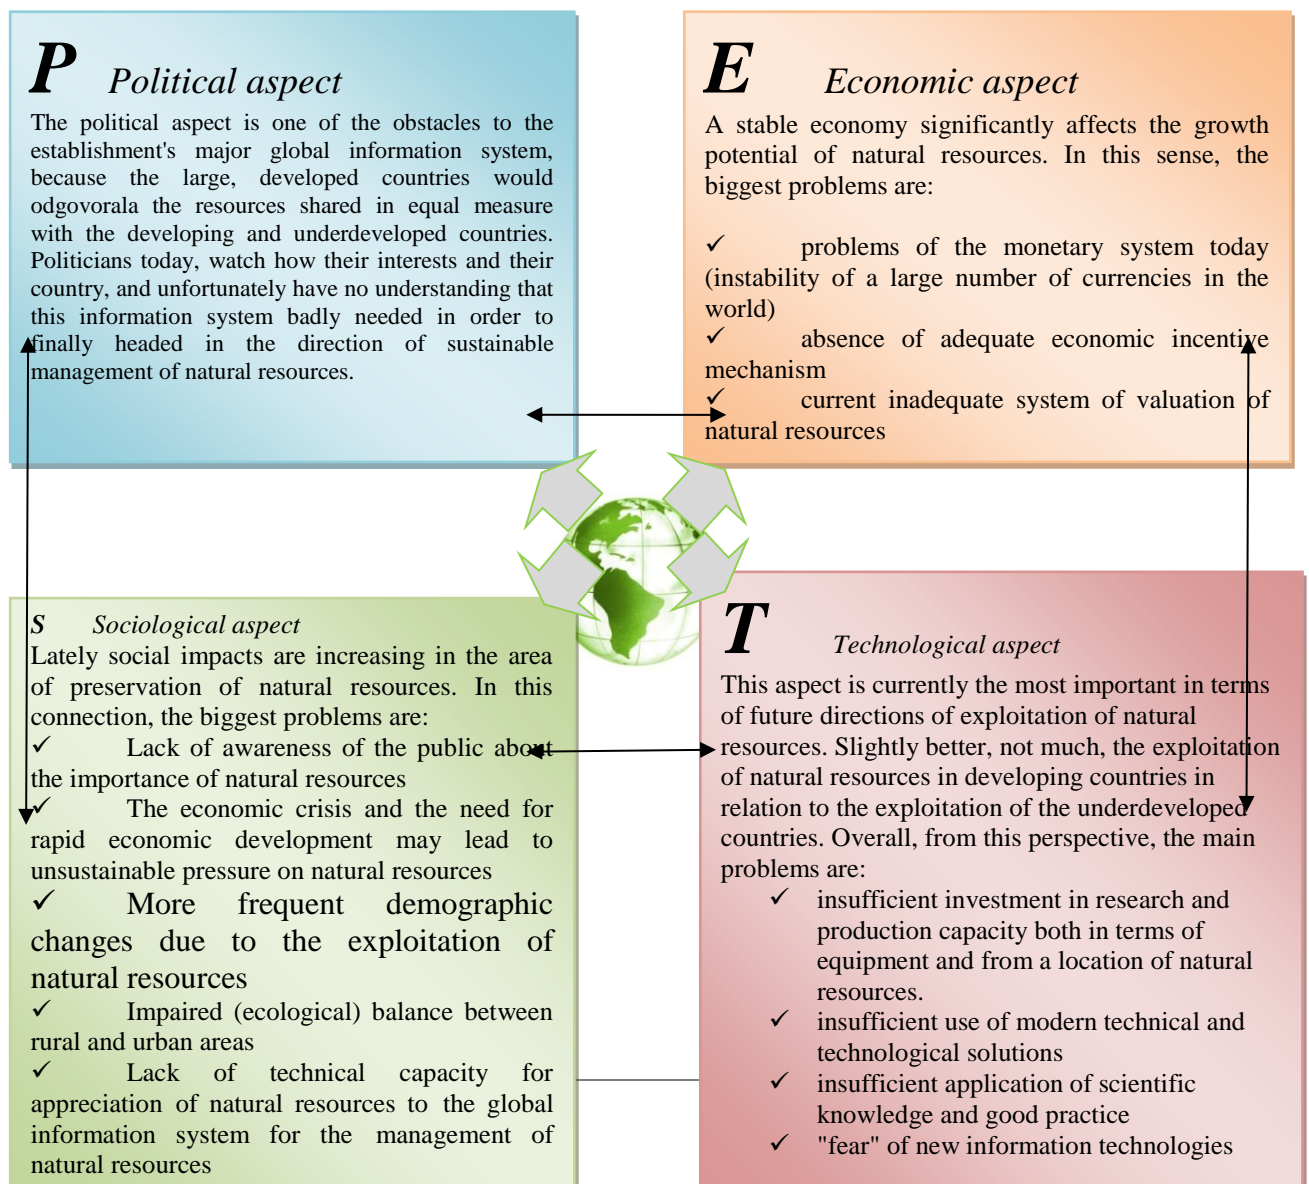 P Political aspect
The political aspect is one of the obstacles to the
establishment's major global information system,
because the large, developed countries would
odgovorala the resources shared in equal measure
with the developing and underdeveloped countries.
Politicians today, watch how their interests and their
country, and unfortunately have no understanding that
this information system badly needed in order to
finally headed in the direction of sustainable
management of natural resources.
E Economic aspect
A stable economy significantly affects the growth
potential of natural resources. In this sense, the
biggest problems are:
✓ problems of the monetary system today
(instability of a large number of currencies in the
world)
✓ absence of adequate economic incentive
mechanism
✓ current inadequate system of valuation of
natural resources
S Sociological aspect
Lately social impacts are increasing in the area
of preservation of natural resources. In this
connection, the biggest problems are:
✓ Lack of awareness of the public about
the importance of natural resources
✓ The economic crisis and the need for
rapid economic development may lead to
unsustainable pressure on natural resources
✓ More frequent demographic
changes due to the exploitation of
natural resources
✓ Impaired (ecological) balance between
rural and urban areas
✓ Lack of technical capacity for
appreciation of natural resources to the global
information system for the management of
natural resources
T Technological aspect
This aspect is currently the most important in terms
of future directions of exploitation of natural
resources. Slightly better, not much, the exploitation
of natural resources in developing countries in
relation to the exploitation of the underdeveloped
countries. Overall, from this perspective, the main
problems are:
✓ insufficient investment in research and
production capacity both in terms of
equipment and from a location of natural
resources.
✓ insufficient use of modern technical and
technological solutions
✓ insufficient application of scientific
knowledge and good practice
✓ "fear" of new information technologies